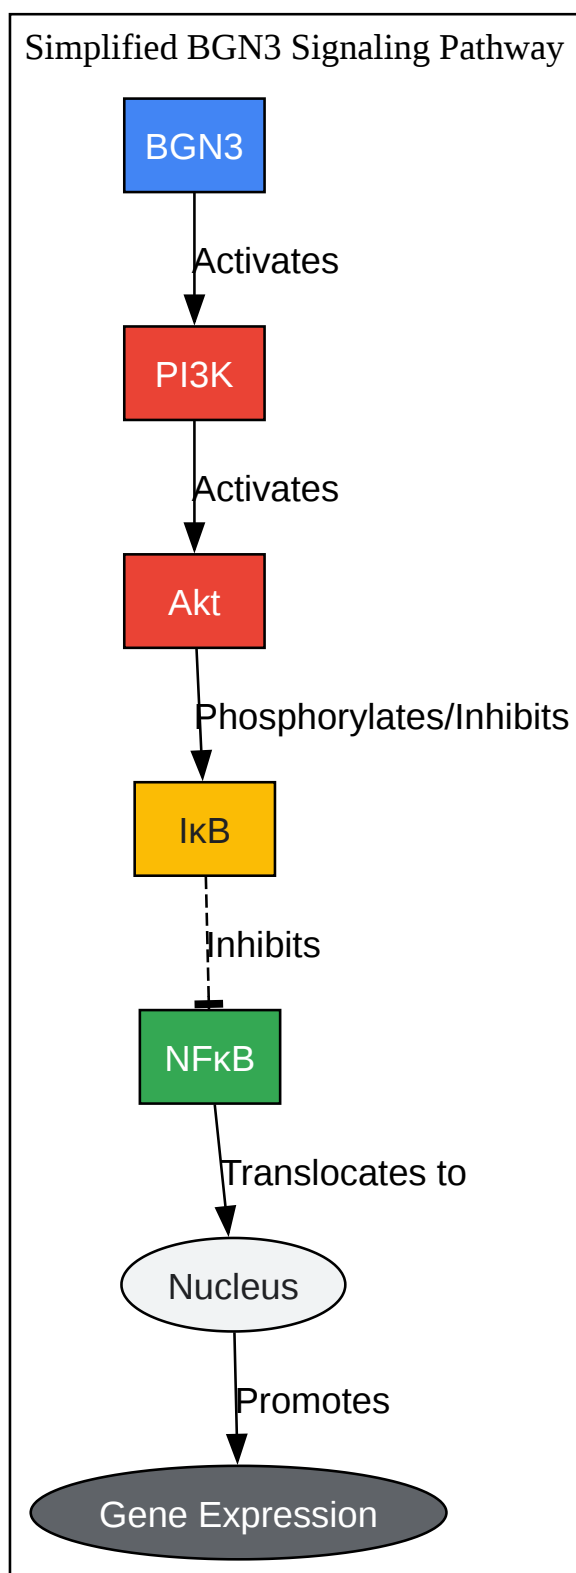 Simplified BGN3 Signaling Pathway
BGN3
Activates
PI3K
Activates
Akt
Phosphorylates/Inhibits
IκB
Inhibits
NFκB
Translocates to
Nucleus
Promotes
Gene Expression